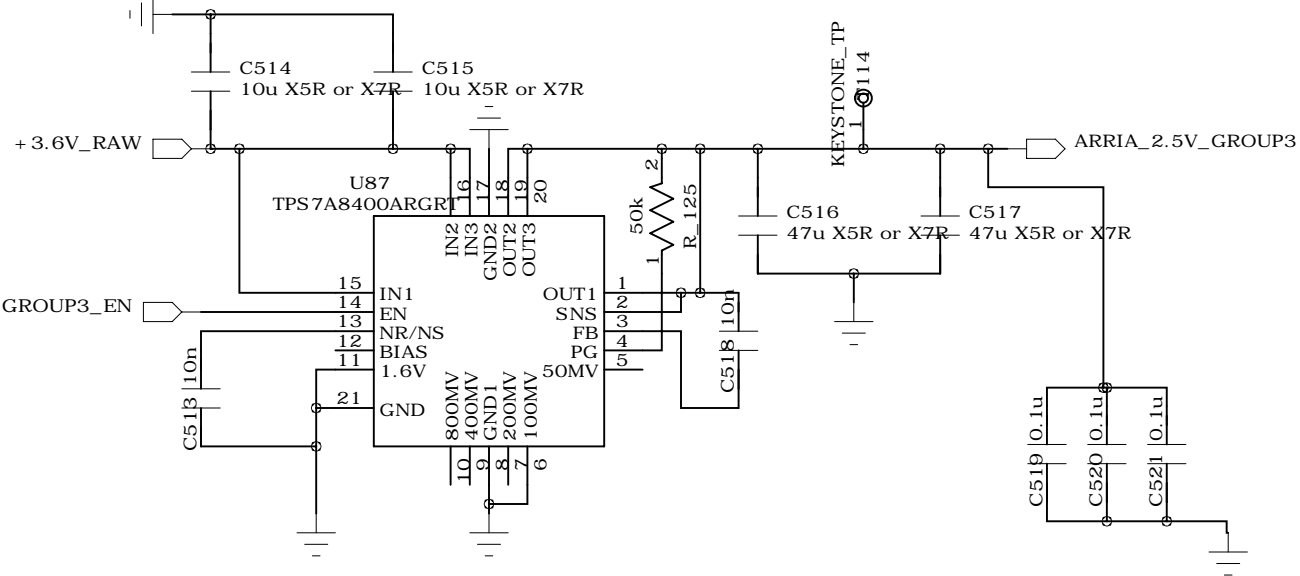 C514
10u X5R or X7R
C515
10u X5R or X7R
KEYSTONE_TP
1
+3.6V_RAW
ARRIA_2.5V_GROUP3
U87
TPS7A8400ARGRT
16
17
18
19
20
IN2
IN3
GND2
OUT2
OUT3
2
50k
R_125
1
C516
47u X5R or X7R
C517
47u X5R or X7R
15
IN1
GROUP3_EN
14
EN
13
NR/NS
12
BIAS
11
1.6V
21
GND
OUT1
1
SNS
2
FB
3
PG
4
50MV
5
C518 10n
C513 10n
800MV
400MV
GND1
200MV
100MV
10
9
8
7
6
C519 0.1u
C520 0.1u
C521 0.1u